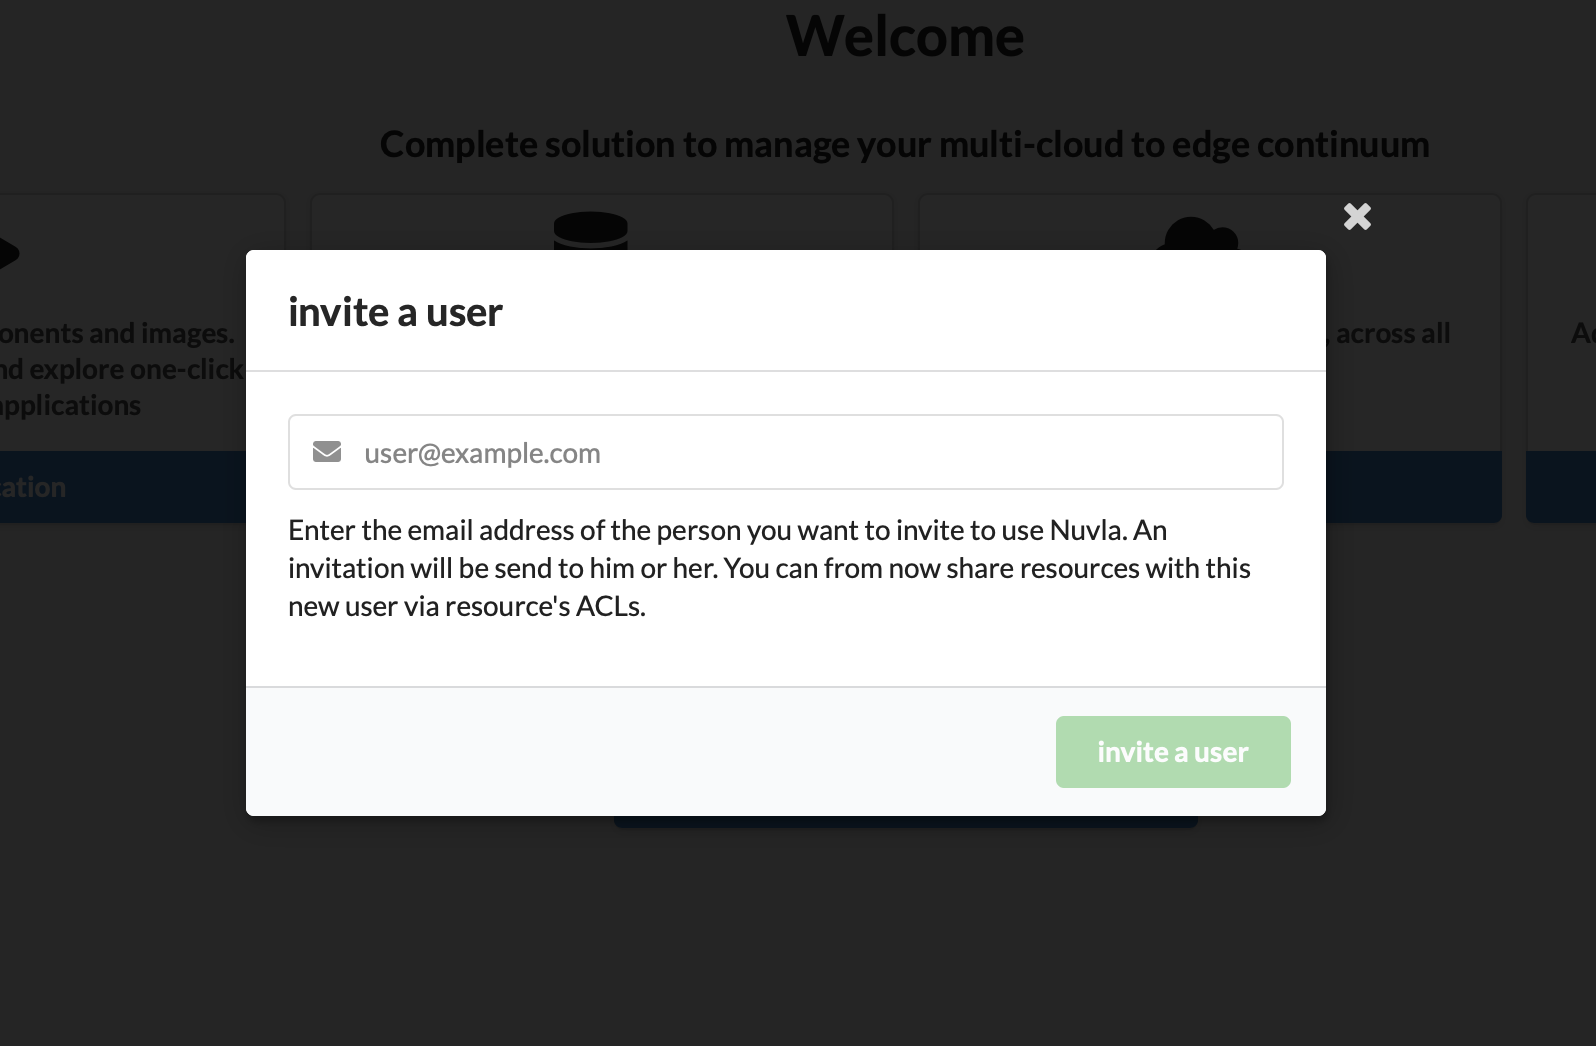 Welcome
Complete solution to manage your multi-cloud to edge continuum
onents and images.
nd explore one-click
applications
ation
, across all
invite a user
user@example.com
Enter the email address of the person you want to invite to use Nuvla. An
invitation will be send to him or her. You can from now share resources with this
new user via resource's ACLs.
invite a user